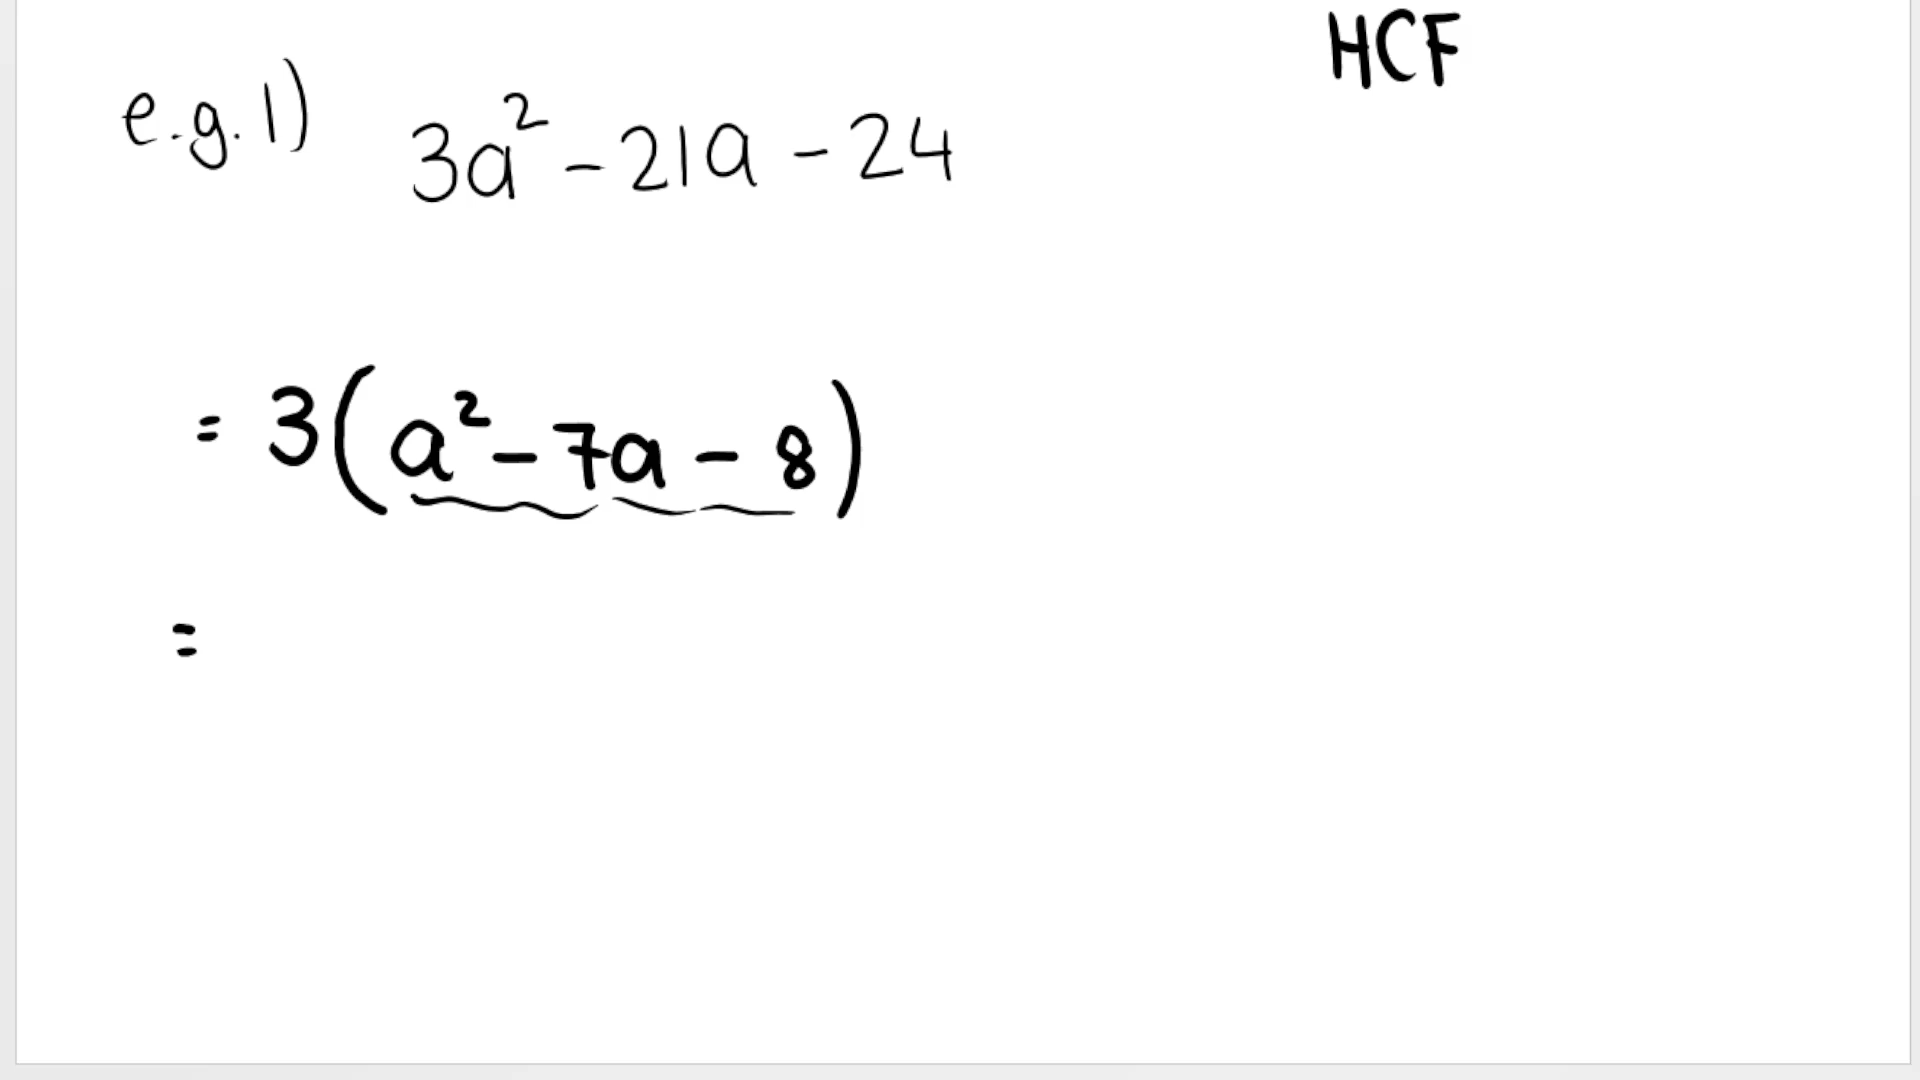 HCF
e.g. 1) 3a² - 21a - 24
= 3(a² - 7a - 8)
=